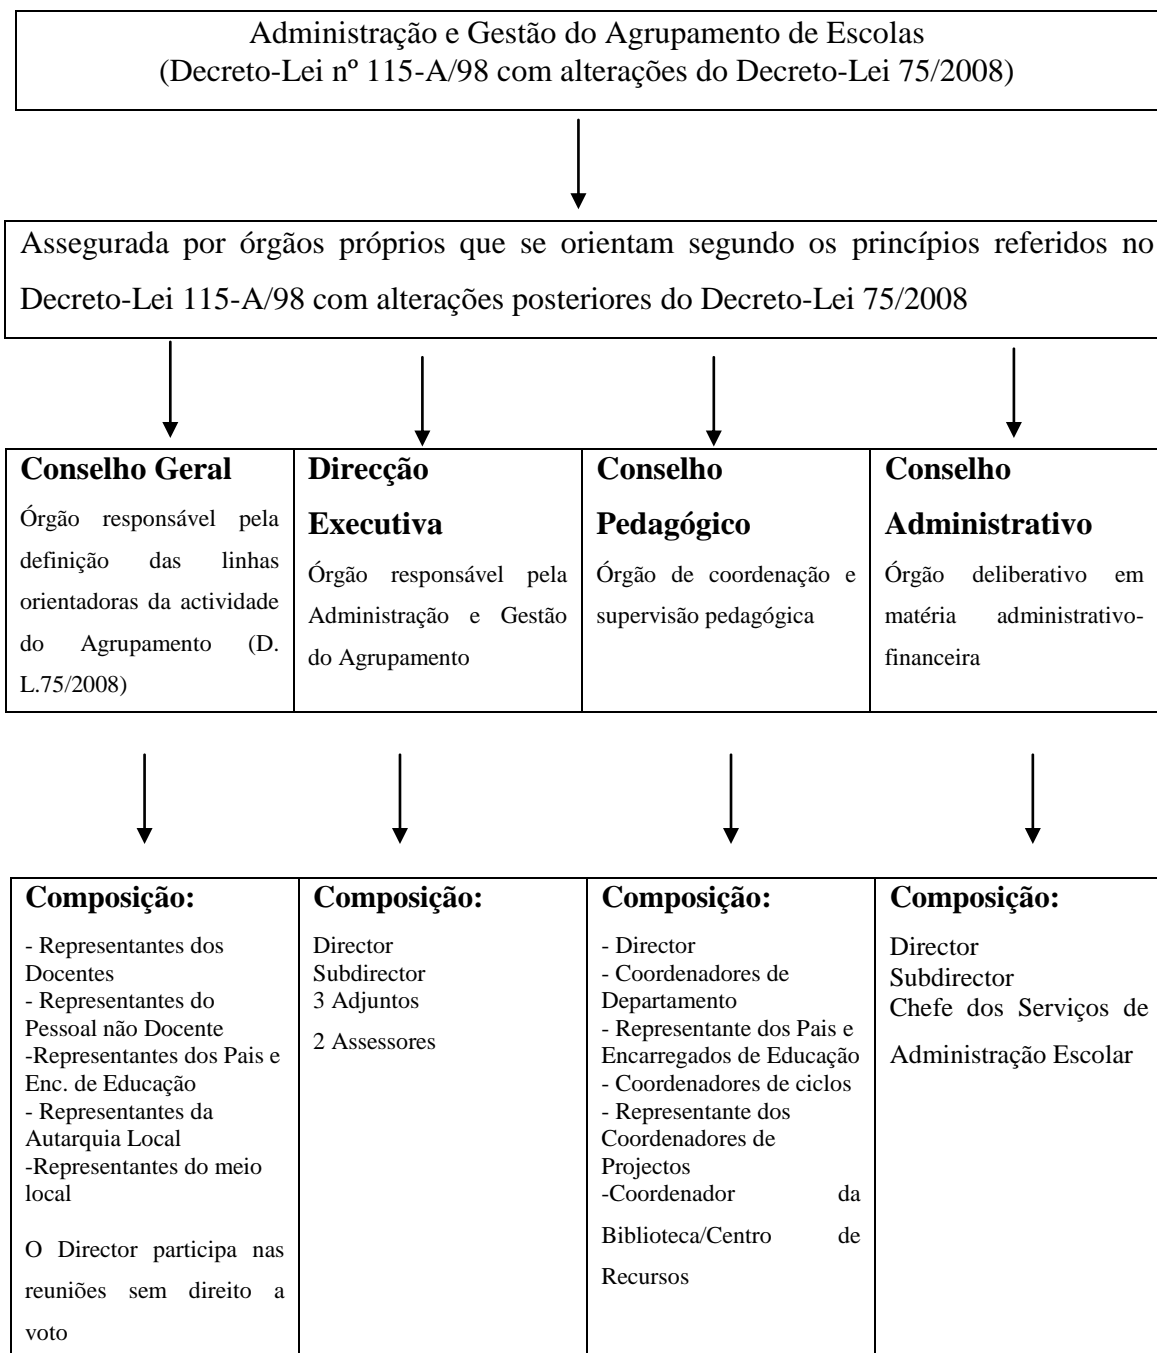 Administração e Gestão do Agrupamento de Escolas
(Decreto-Lei nº 115-A/98 com alterações do Decreto-Lei 75/2008)
Assegurada por órgãos próprios que se orientam segundo os princípios referidos no
Decreto-Lei 115-A/98 com alterações posteriores do Decreto-Lei 75/2008
Conselho Geral
Órgão responsável pela
definição das linhas
orientadoras da actividade
do Agrupamento (D.
L.75/2008)
Direcção
Executiva
Órgão responsável pela
Administração e Gestão
do Agrupamento
Conselho
Pedagógico
Órgão de coordenação e
supervisão pedagógica
Conselho
Administrativo
Órgão deliberativo em
matéria administrativo-
financeira
Composição:
- Representantes dos
Docentes
- Representantes do
Pessoal não Docente
-Representantes dos Pais e
Enc. de Educação
- Representantes da
Autarquia Local
-Representantes do meio
local
O Director participa nas
reuniões sem direito a
voto
Composição:
Director
Subdirector
3 Adjuntos
2 Assessores
Composição:
- Director
- Coordenadores de
Departamento
- Representante dos Pais e
Encarregados de Educação
- Coordenadores de ciclos
- Representante dos
Coordenadores de
Projectos
-Coordenador da
Biblioteca/Centro de
Recursos
Composição:
Director
Subdirector
Chefe dos Serviços de
Administração Escolar